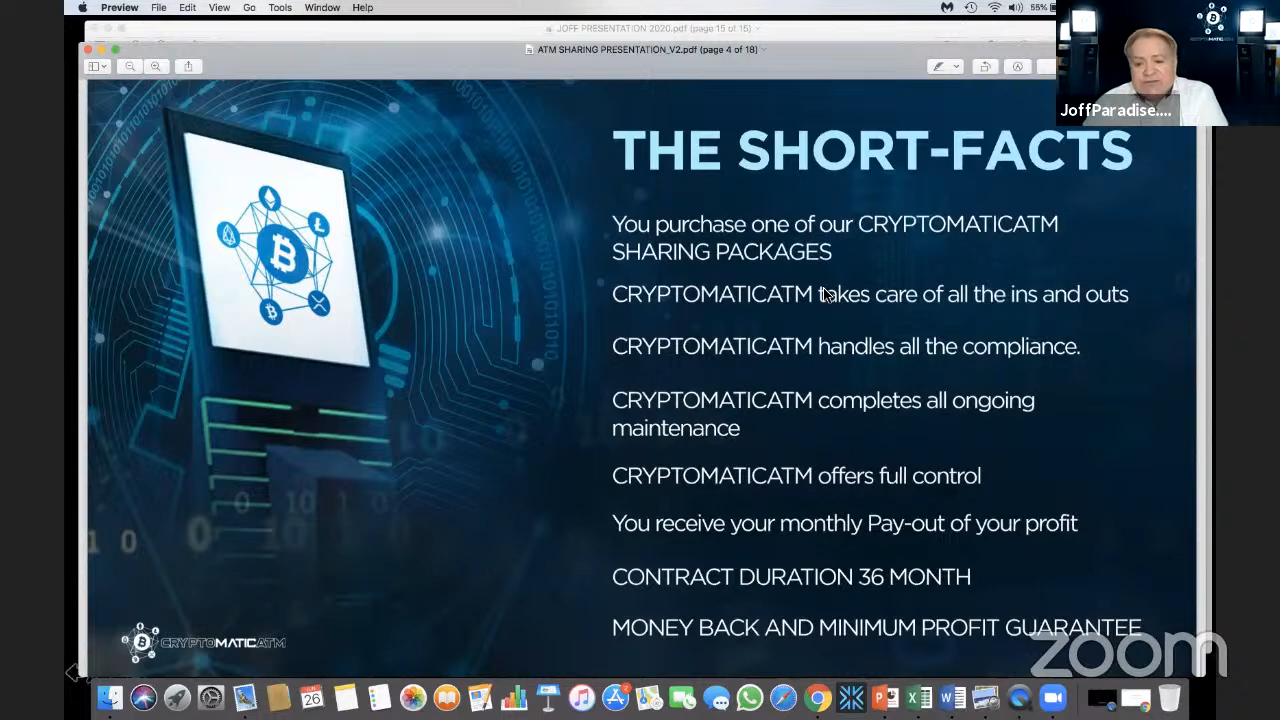 Preview File Edit View Go Tools Window Help
55%
JOFF PRESENTATION 2020.pdf (page 15 of 15)
ATM SHARING PRESENTATION_V2.pdf (page 4 of 18)
JoffParadise....
THE SHORT-FACTS
You purchase one of our CRYPTOMATICATM
SHARING PACKAGES
CRYPTOMATICATM takes care of all the ins and outs
CRYPTOMATICATM handles all the compliance.
CRYPTOMATICATM completes all ongoing
maintenance
CRYPTOMATICATM offers full control
You receive your monthly Pay-out of your profit
CONTRACT DURATION 36 MONTH
MONEY BACK AND MINIMUM PROFIT GUARANTEE
CRYPTOMATICATM
zoom
26